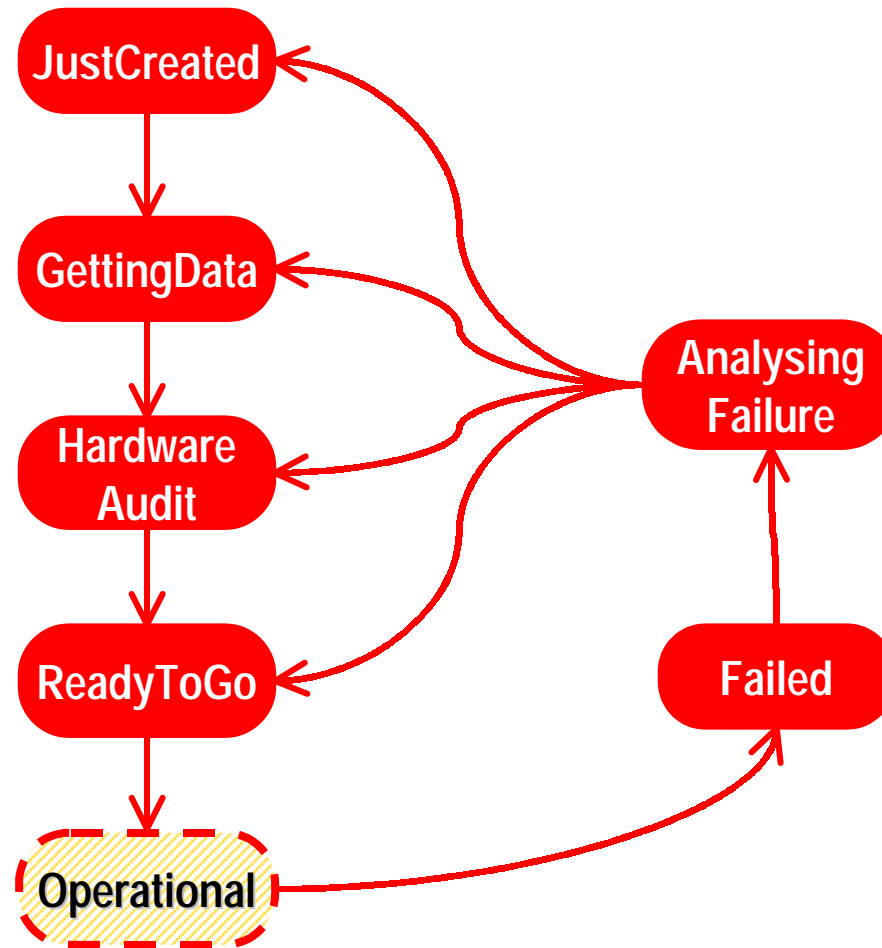 JustCreated
GettingData
Hardware
Audit
ReadyToGo
Operational
Analysing
Failure
Failed